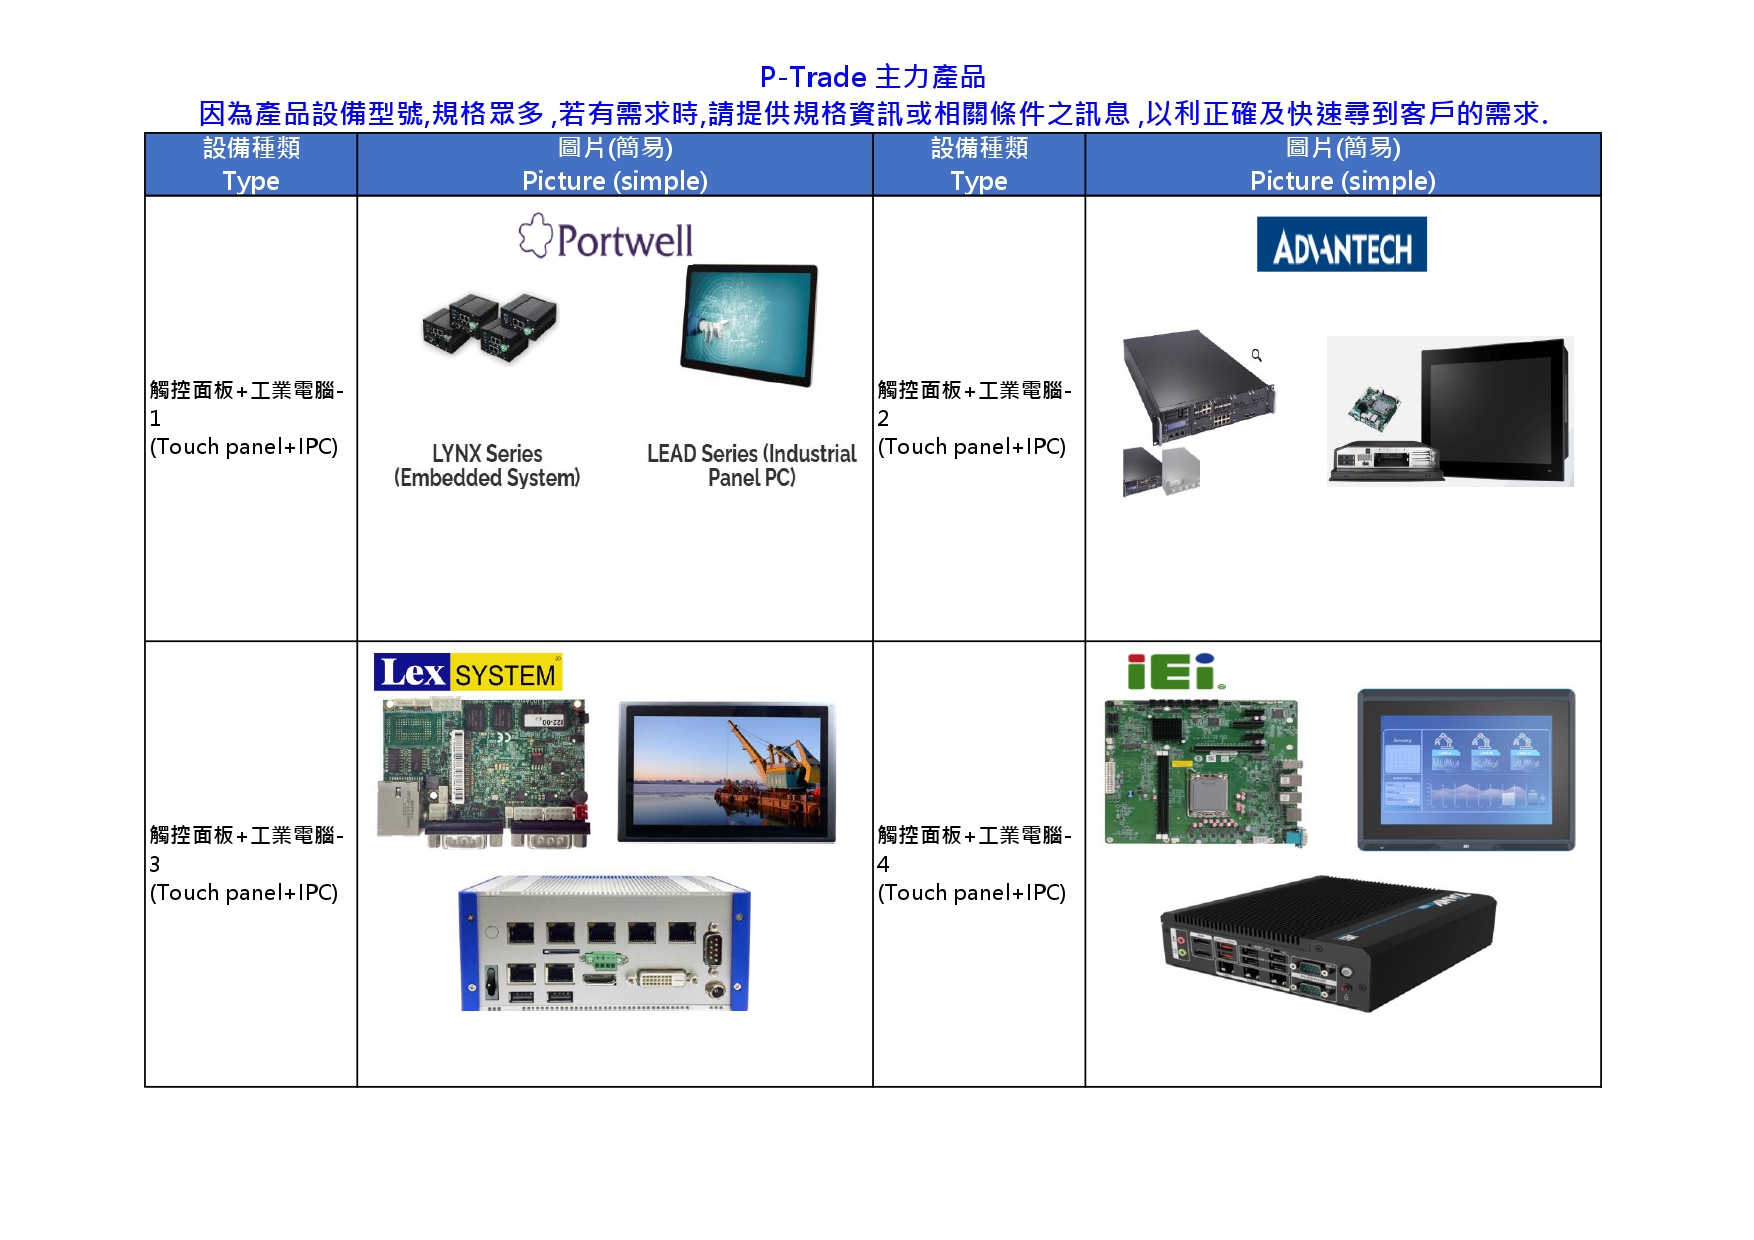 P-Trade 主力產品
因為產品設備型號,規格眾多 ,若有需求時,請提供規格資訊或相關條件之訊息 ,以利正確及快速尋到客戶的需求.
設備種類
Type
圖片(簡易)
Picture (simple)
設備種類
Type
圖片(簡易)
Picture (simple)
觸控面板+工業電腦-
1
(Touch panel+IPC)
Portwell
LYNX Series
(Embedded System)
LEAD Series (Industrial
Panel PC)
觸控面板+工業電腦-
2
(Touch panel+IPC)
ADVANTECH
觸控面板+工業電腦-
3
(Touch panel+IPC)
Lex SYSTEM®
122-00
CE
觸控面板+工業電腦-
4
(Touch panel+IPC)
iEi®
January
TANK